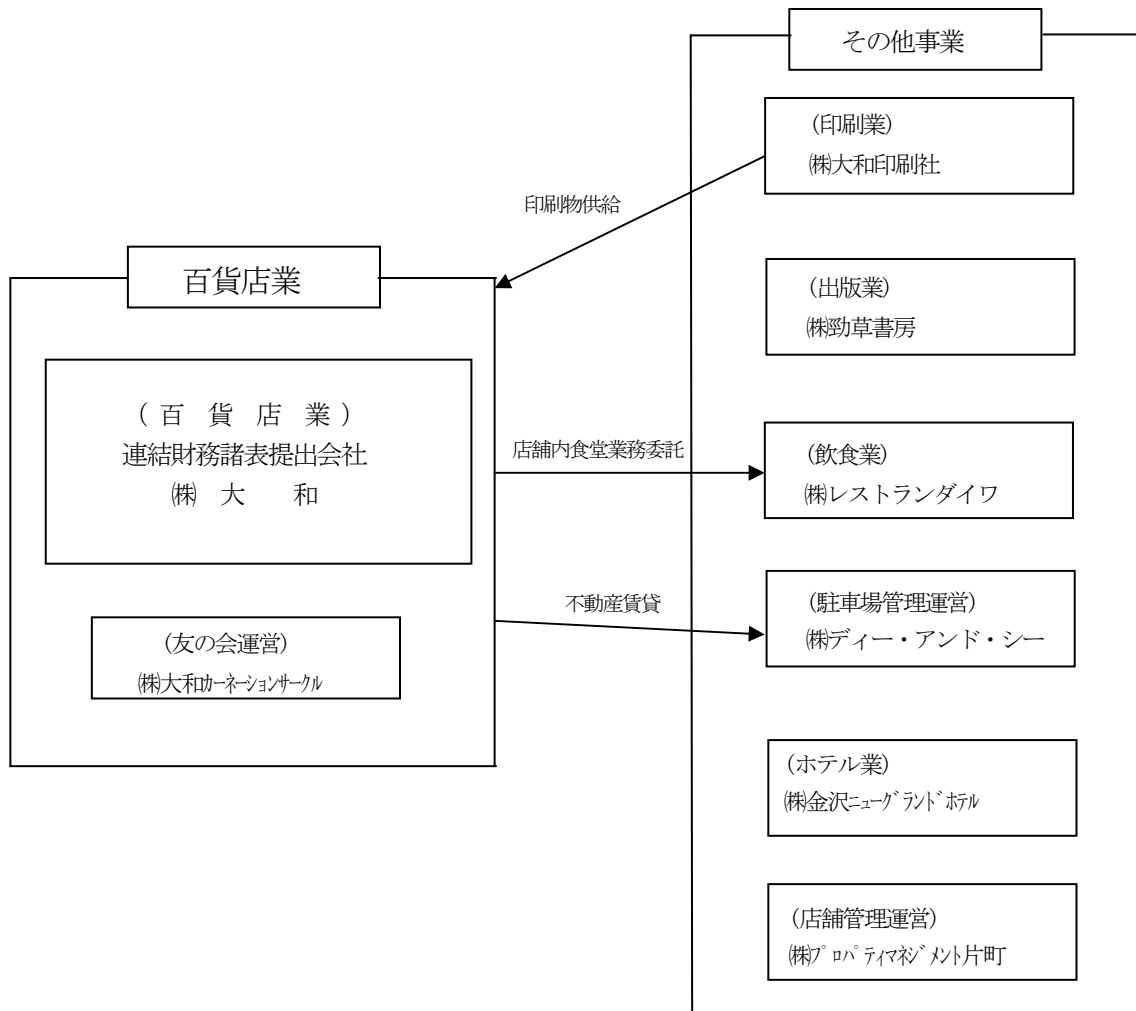 その他事業
(印刷業)
㈱大和印刷社
印刷物供給
百貨店業
(出版業)
㈱勁草書房
( 百 貨 店 業 )
連結財務諸表提出会社
㈱ 大 和
店舗内食堂業務委託
(飲食業)
㈱レストランダイワ
不動産賃貸
(駐車場管理運営)
㈱ディー・アンド・シー
(友の会運営)
㈱大和ｶｰﾈｰｼｮﾝｻｰｸﾙ
(ホテル業)
㈱金沢ﾆｭｰｸﾞﾗﾝﾄﾞﾎﾃﾙ
(店舗管理運営)
㈱ﾌﾟﾛﾊﾟﾃｨﾏﾈｼﾞﾒﾝﾄ片町